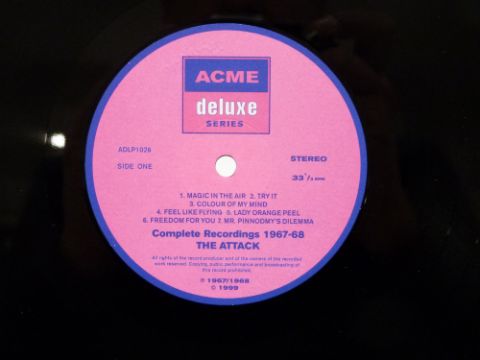 ACME
deluxe
SERIES
ADLP1026
SIDE ONE
STEREO
33 1/3 RPM
1. MAGIC IN THE AIR 2. TRY IT
3. COLOUR OF MY MIND
4. FEEL LIKE FLYING 5. LADY ORANGE PEEL
6. FREEDOM FOR YOU 7. MR. PINNODMY'S DILEMMA
Complete Recordings 1967-68
THE ATTACK
All rights of the record producer and of the owners of the recorded
work reserved. Copying, public performance and broadcasting of
this record prohibited.
℗ 1967/1968
© 1999